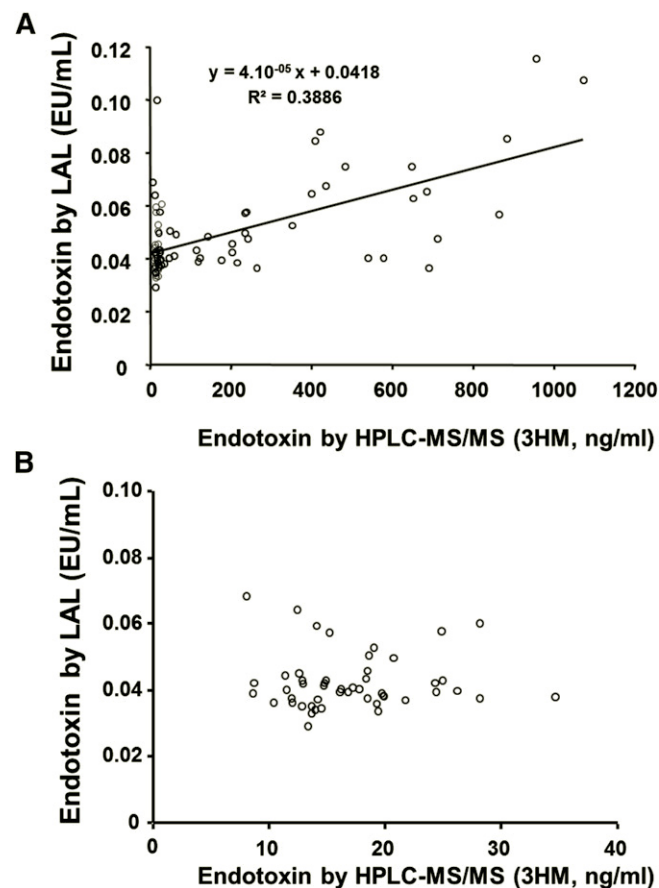 A
Endotoxin by LAL (EU/mL)
0.12
0.10
0.08
0.06
0.04
0.02
0
y = 4.10⁻⁰⁵ x + 0.0418
R² = 0.3886
0 200 400 600 800 1000 1200
Endotoxin by HPLC-MS/MS (3HM, ng/ml)
B
Endotoxin by LAL (EU/mL)
0.10
0.08
0.06
0.04
0.02
0
0 10 20 30 40
Endotoxin by HPLC-MS/MS (3HM, ng/ml)